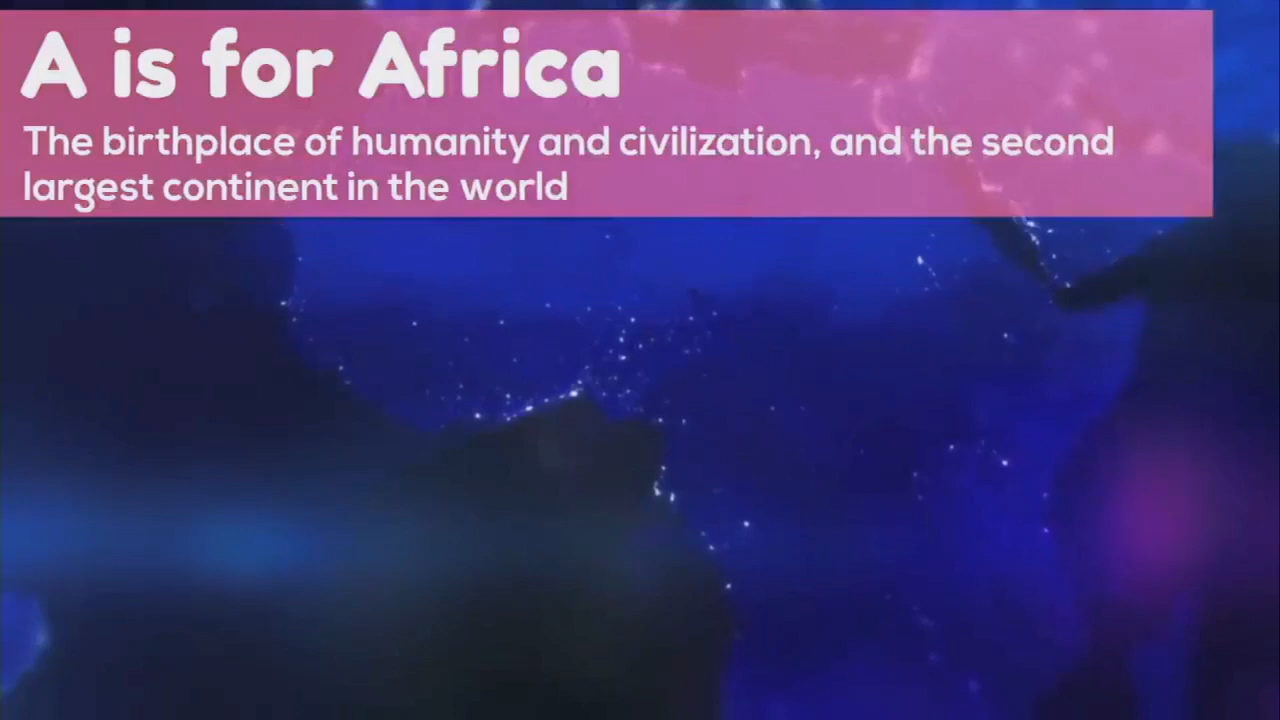 A is for Africa
The birthplace of humanity and civilization, and the second
largest continent in the world